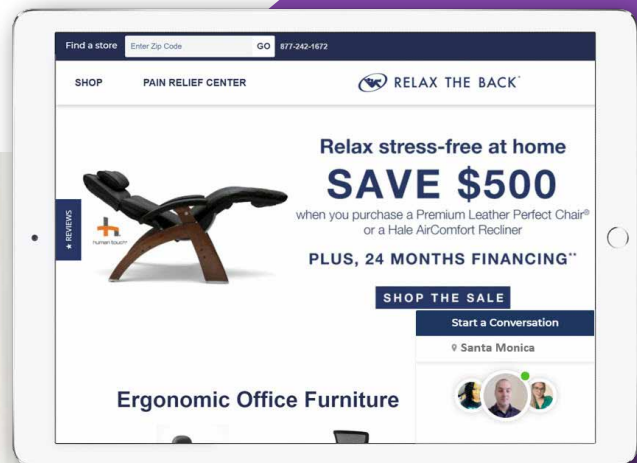 Find a store Enter Zip Code GO 877-242-1672
SHOP PAIN RELIEF CENTER RELAX THE BACK®
Relax stress-free at home
SAVE $500
when you purchase a Premium Leather Perfect Chair®
or a Hale AirComfort Recliner
PLUS, 24 MONTHS FINANCING**
★ REVIEWS
human touch®
SHOP THE SALE
Start a Conversation
Santa Monica
Ergonomic Office Furniture